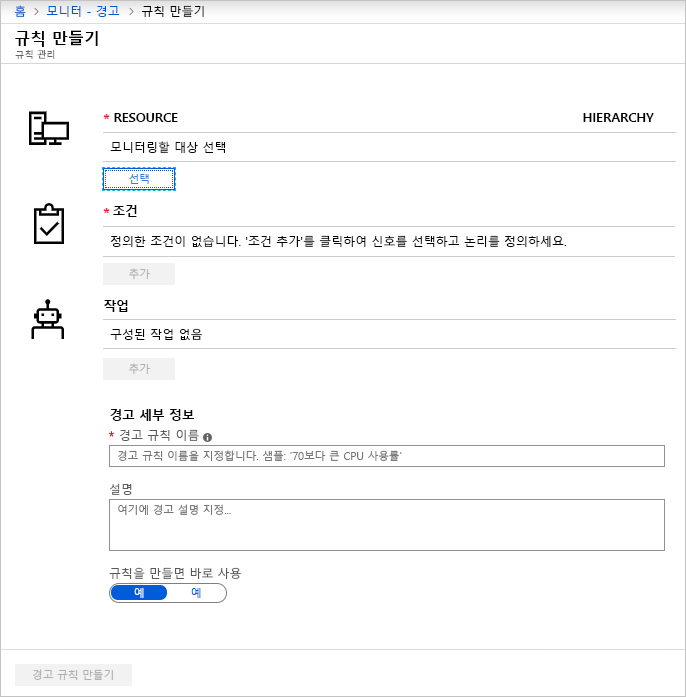 홈 > 모니터 - 경고 > 규칙 만들기
규칙 만들기
규칙 관리
* RESOURCE HIERARCHY
모니터링할 대상 선택
선택
* 조건
정의한 조건이 없습니다. '조건 추가'를 클릭하여 신호를 선택하고 논리를 정의하세요.
추가
작업
구성된 작업 없음
추가
경고 세부 정보
* 경고 규칙 이름
경고 규칙 이름을 지정합니다. 샘플: '70보다 큰 CPU 사용률'
설명
여기에 경고 설명 지정...
규칙을 만들면 바로 사용
예 예
경고 규칙 만들기